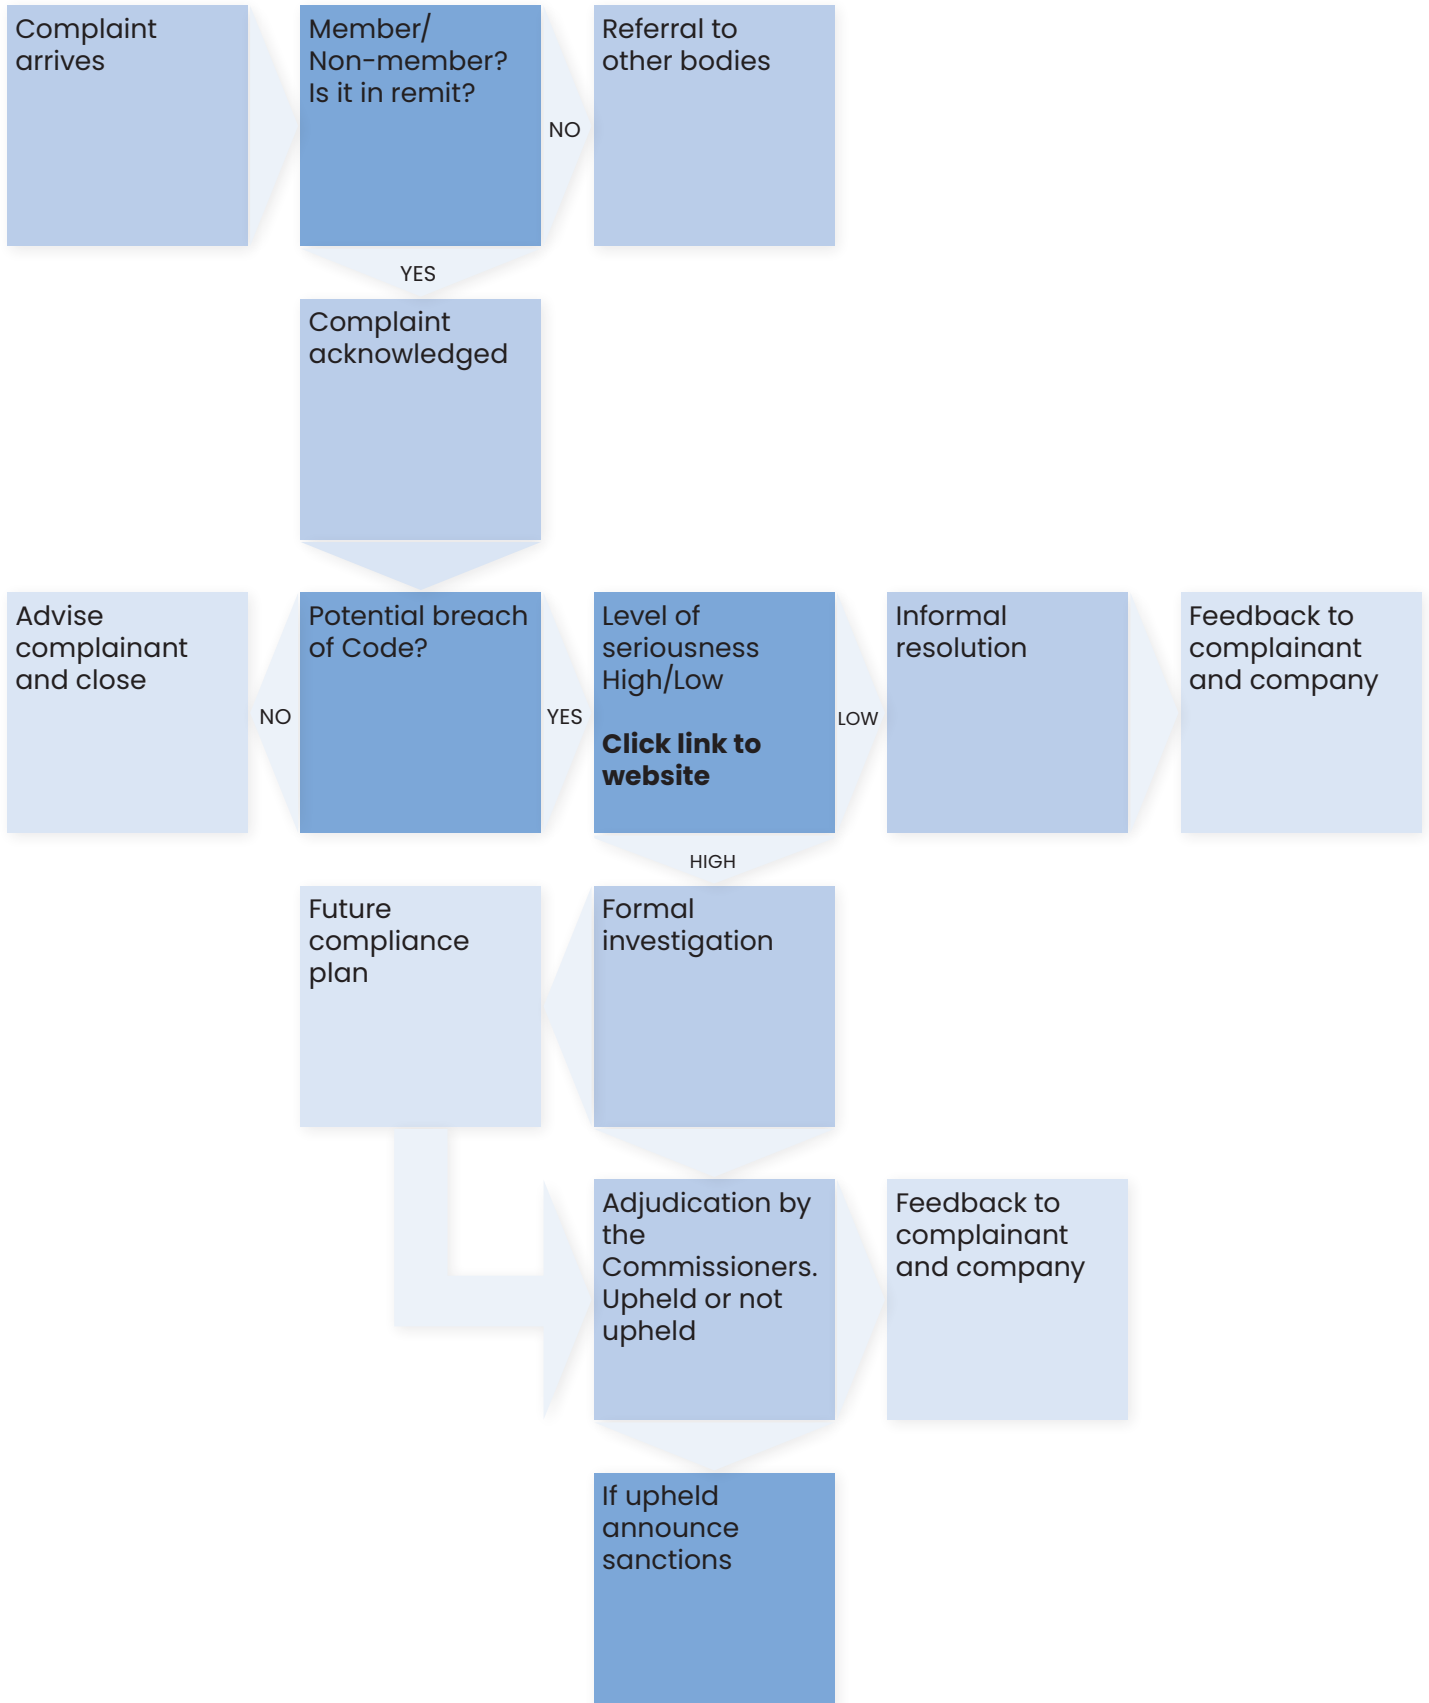 Complaint
arrives
Member/
Non-member?
Is it in remit?
NO
Referral to
other bodies
YES
Complaint
acknowledged
Advise
complainant
and close
NO
Potential breach
of Code?
YES
Level of
seriousness
High/Low
Click link to
website
LOW
Informal
resolution
Feedback to
complainant
and company
HIGH
Future
compliance
plan
Formal
investigation
Adjudication by
the
Commissioners.
Upheld or not
upheld
Feedback to
complainant
and company
If upheld
announce
sanctions